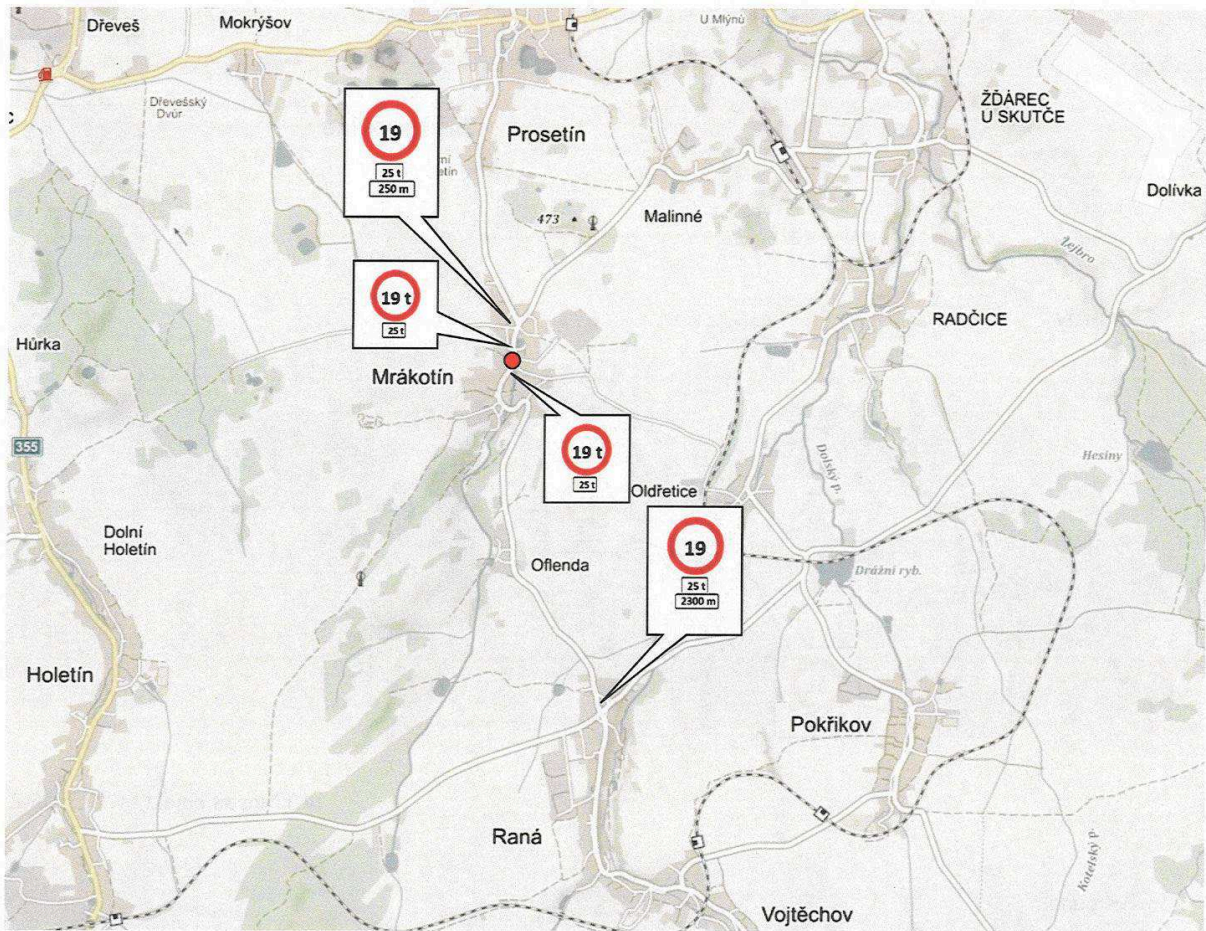 Dřeveš
Mokrýšov
U Mlýnů
Dřevešský
Dvůr
ŽĎÁREC
U SKUTČE
19
25 t
250 m
Prosetín
Dolívka
473
Malinné
Žejbro
19 t
25 t
RADČICE
Hůrka
Mrákotín
355
19 t
25 t
Dolský p.
Hesiny
Oldřetice
19
25 t
2300 m
Dolní
Holetín
Oflenda
Drážní ryb.
Holetín
Pokřikov
Raná
Kotelský p.
Vojtěchov